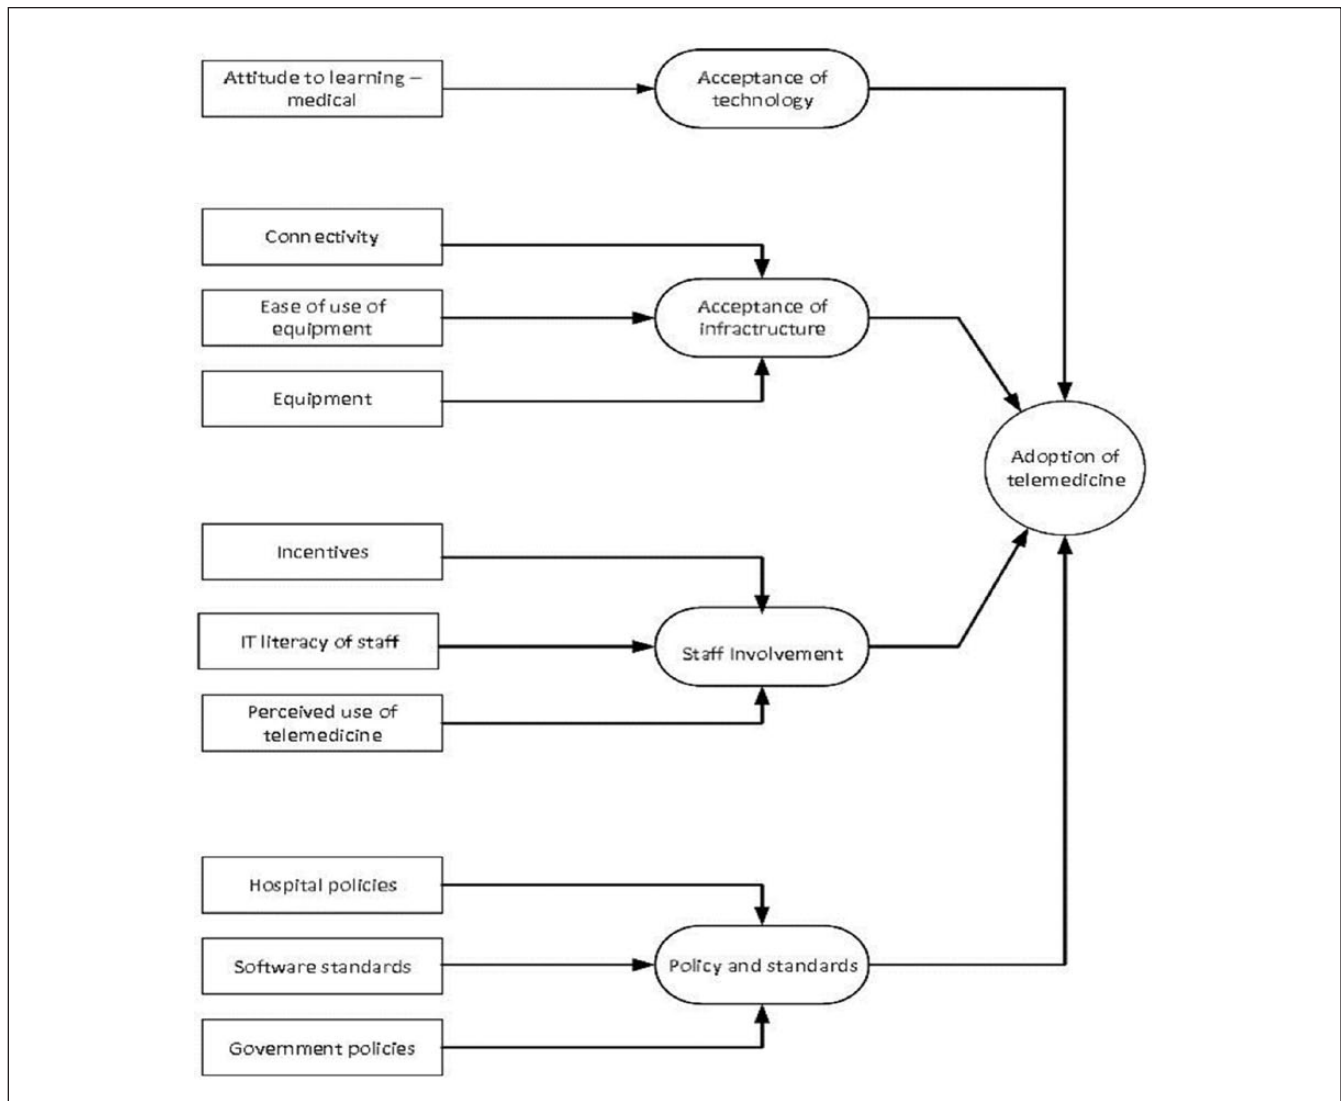 Attitude to learning –
medical
Acceptance of
technology
Connectivity
Ease of use of
equipment
Equipment
Acceptance of
infractructure
Adoption of
telemedicine
Incentives
IT literacy of staff
Perceived use of
telemedicine
Staff Involvement
Hospital policies
Software standards
Government policies
Policy and standards